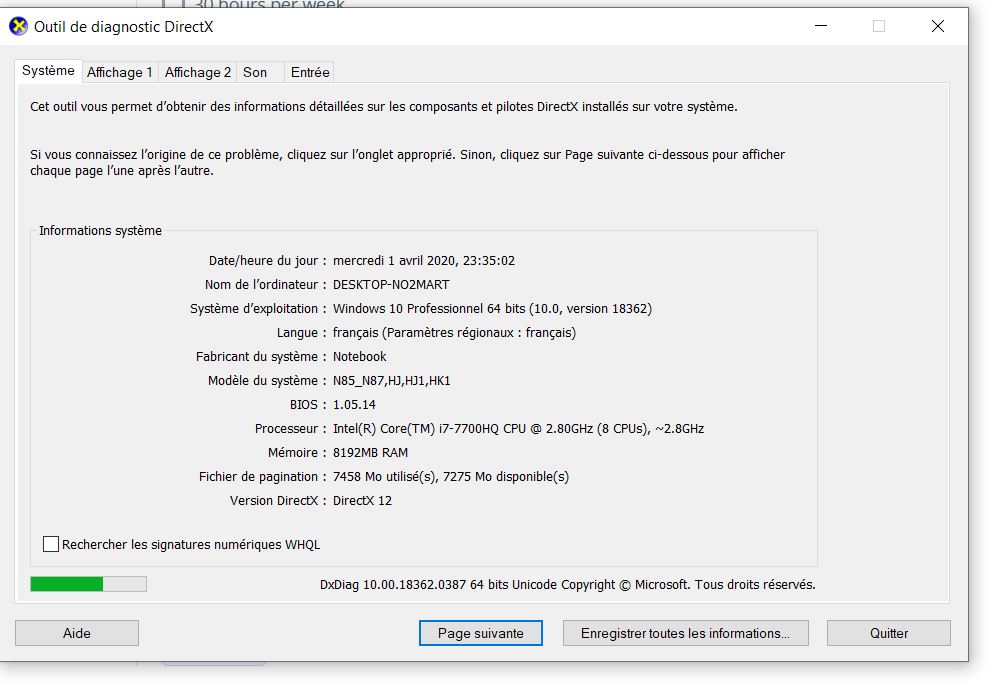 30 hours per week
Outil de diagnostic DirectX
Système Affichage 1 Affichage 2 Son Entrée
Cet outil vous permet d’obtenir des informations détaillées sur les composants et pilotes DirectX installés sur votre système.
Si vous connaissez l’origine de ce problème, cliquez sur l’onglet approprié. Sinon, cliquez sur Page suivante ci-dessous pour afficher
chaque page l’une après l’autre.
Informations système
Date/heure du jour : mercredi 1 avril 2020, 23:35:02
Nom de l’ordinateur : DESKTOP-NO2MART
Système d’exploitation : Windows 10 Professionnel 64 bits (10.0, version 18362)
Langue : français (Paramètres régionaux : français)
Fabricant du système : Notebook
Modèle du système : N85_N87,HJ,HJ1,HK1
BIOS : 1.05.14
Processeur : Intel(R) Core(TM) i7-7700HQ CPU @ 2.80GHz (8 CPUs), ~2.8GHz
Mémoire : 8192MB RAM
Fichier de pagination : 7458 Mo utilisé(s), 7275 Mo disponible(s)
Version DirectX : DirectX 12
Rechercher les signatures numériques WHQL
DxDiag 10.00.18362.0387 64 bits Unicode Copyright © Microsoft. Tous droits réservés.
Aide Page suivante Enregistrer toutes les informations... Quitter